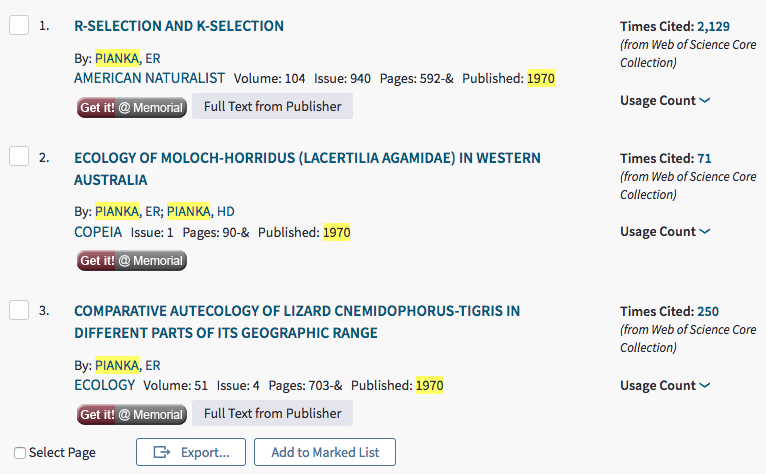 1. R-SELECTION AND K-SELECTION
By: PIANKA, ER
AMERICAN NATURALIST Volume: 104 Issue: 940 Pages: 592-& Published: 1970
Get it! @ Memorial Full Text from Publisher
Times Cited: 2,129
(from Web of Science Core
Collection)
Usage Count
2. ECOLOGY OF MOLOCH-HORRIDUS (LACERTILIA AGAMIDAE) IN WESTERN
AUSTRALIA
By: PIANKA, ER; PIANKA, HD
COPEIA Issue: 1 Pages: 90-& Published: 1970
Get it! @ Memorial
Times Cited: 71
(from Web of Science Core
Collection)
Usage Count
3. COMPARATIVE AUTECOLOGY OF LIZARD CNEMIDOPHORUS-TIGRIS IN
DIFFERENT PARTS OF ITS GEOGRAPHIC RANGE
By: PIANKA, ER
ECOLOGY Volume: 51 Issue: 4 Pages: 703-& Published: 1970
Get it! @ Memorial Full Text from Publisher
Times Cited: 250
(from Web of Science Core
Collection)
Usage Count
Select Page Export... Add to Marked List